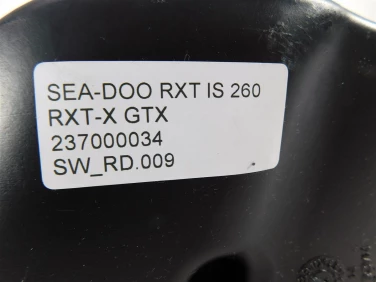 SEA-DOO RXT IS 260
RXT-X GTX
237000034
SW_RD.009